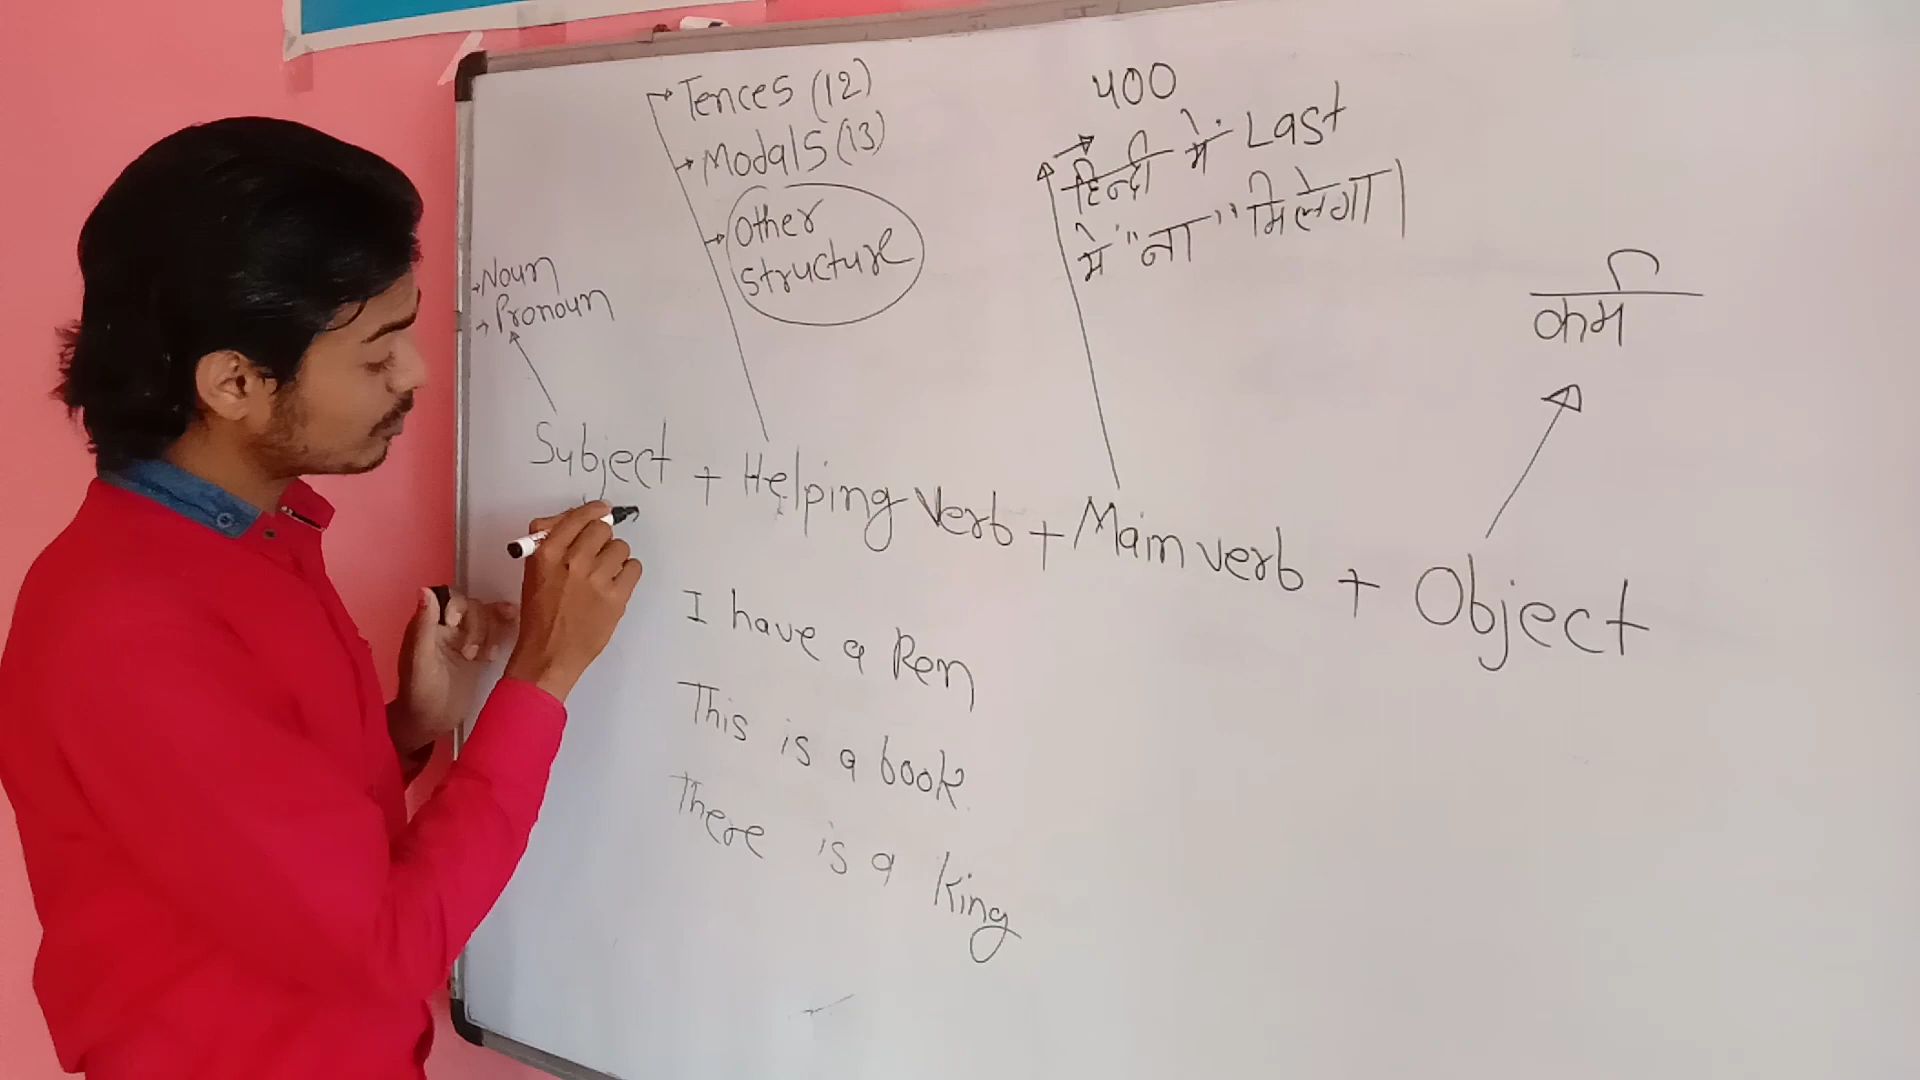 Tences (12)
Modals (13)
Other
structure
400
हिन्दी में Last
में "ना" मिलेगा।
Noun
Pronoun
कर्म
Subject + Helping Verb + Main verb + Object
I have a Pen
This is a book
There is a King